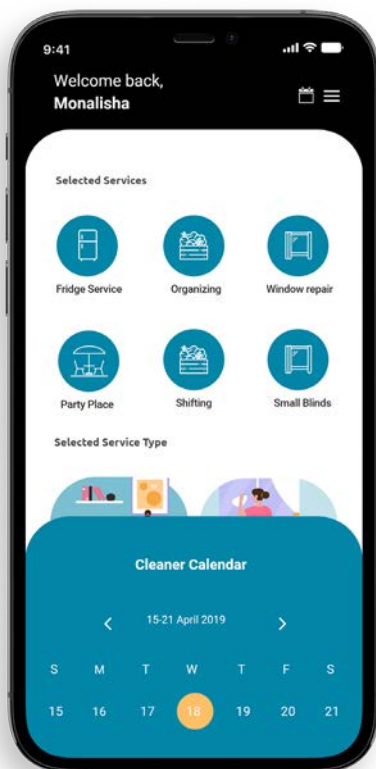 9:41
Welcome back,
Monalisha
Selected Services
Fridge Service Organizing Window repair
Party Place Shifting Small Blinds
Selected Service Type
Cleaner Calendar
15-21 April 2019
S M T W T F S
15 16 17 18 19 20 21